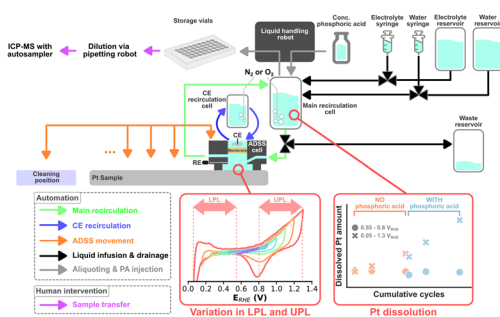 ICP-MS with
autosampler
Dilution via
pipetting robot
Storage vials
Liquid handling
robot
Conc.
phosphoric acid
Electrolyte
syringe
Water
syringe
Electrolyte
reservoir
Water
reservoir
N₂ or O₂
CE
recirculation
cell
Main recirculation cell
Waste
reservoir
CE
Membrane
ADSS
cell
RE
...
Cleaning
position
Pt Sample
Automation
Main recirculation
CE recirculation
ADSS movement
Liquid infusion & drainage
Aliquoting & PA injection
Human intervention
Sample transfer
LPL
UPL
0.0 0.2 0.4 0.6 0.8 1.0 1.2 1.4
E_RHE (V)
Variation in LPL and UPL
NO
phosphoric acid
WITH
phosphoric acid
0.55 - 0.8 V_RHE
0.05 - 1.3 V_RHE
Dissolved Pt amount
Cumulative cycles
Pt dissolution